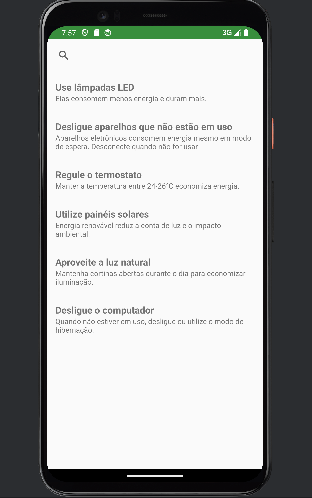 7:57
3G
Use lâmpadas LED
Elas consomem menos energia e duram mais.
Desligue aparelhos que não estão em uso
Aparelhos eletrônicos consomem energia mesmo em modo
de espera. Desconecte quando não for usar.
Regule o termostato
Manter a temperatura entre 24-26°C economiza energia.
Utilize painéis solares
Energia renovável reduz a conta de luz e o impacto
ambiental.
Aproveite a luz natural
Mantenha cortinas abertas durante o dia para economizar
iluminação.
Desligue o computador
Quando não estiver em uso, desligue ou utilize o modo de
hibernação.